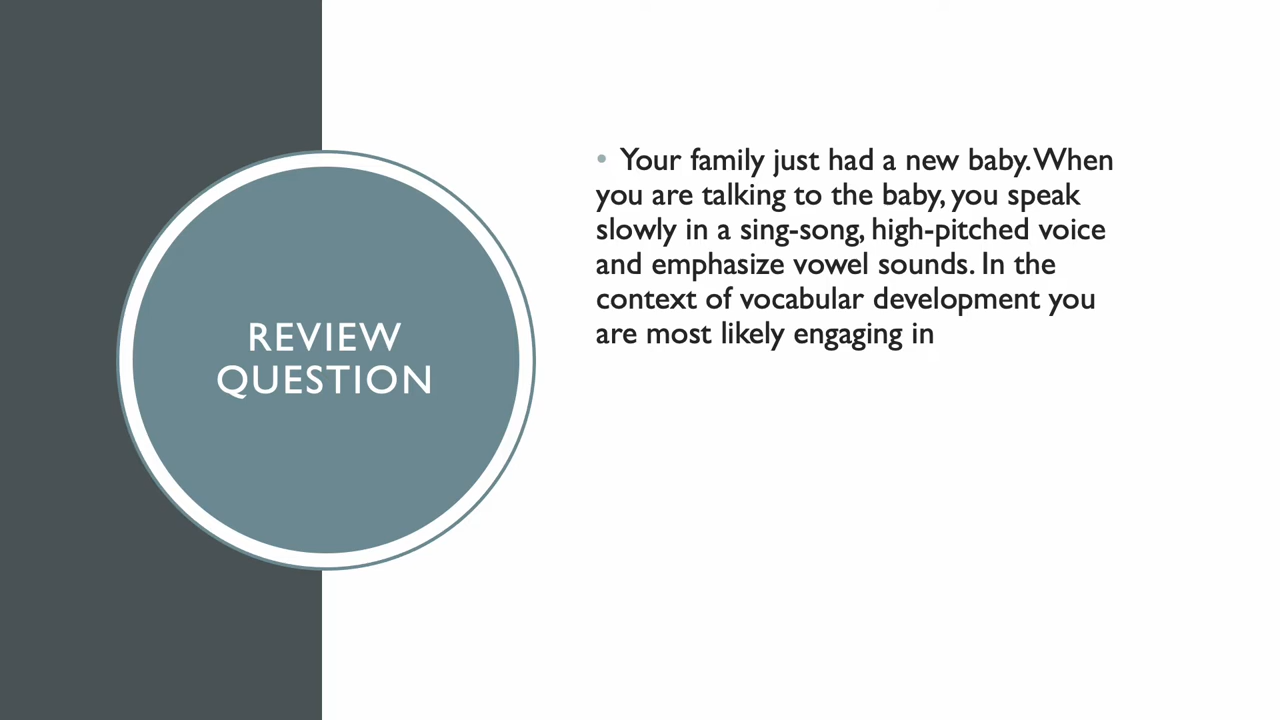 REVIEW
QUESTION
• Your family just had a new baby. When
you are talking to the baby, you speak
slowly in a sing-song, high-pitched voice
and emphasize vowel sounds. In the
context of vocabular development you
are most likely engaging in